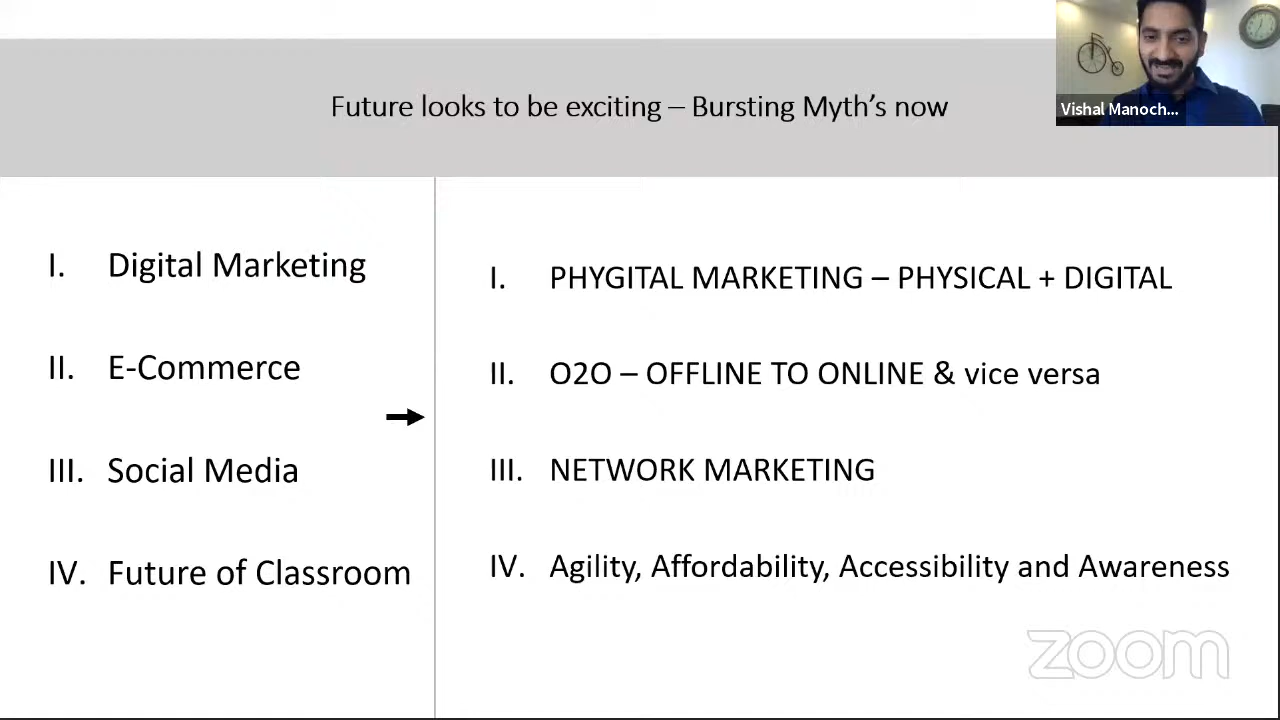 Future looks to be exciting – Bursting Myth's now
Vishal Manoch...
I. Digital Marketing
II. E-Commerce
III. Social Media
IV. Future of Classroom
I. PHYGITAL MARKETING – PHYSICAL + DIGITAL
II. O2O – OFFLINE TO ONLINE & vice versa
III. NETWORK MARKETING
IV. Agility, Affordability, Accessibility and Awareness
zoom